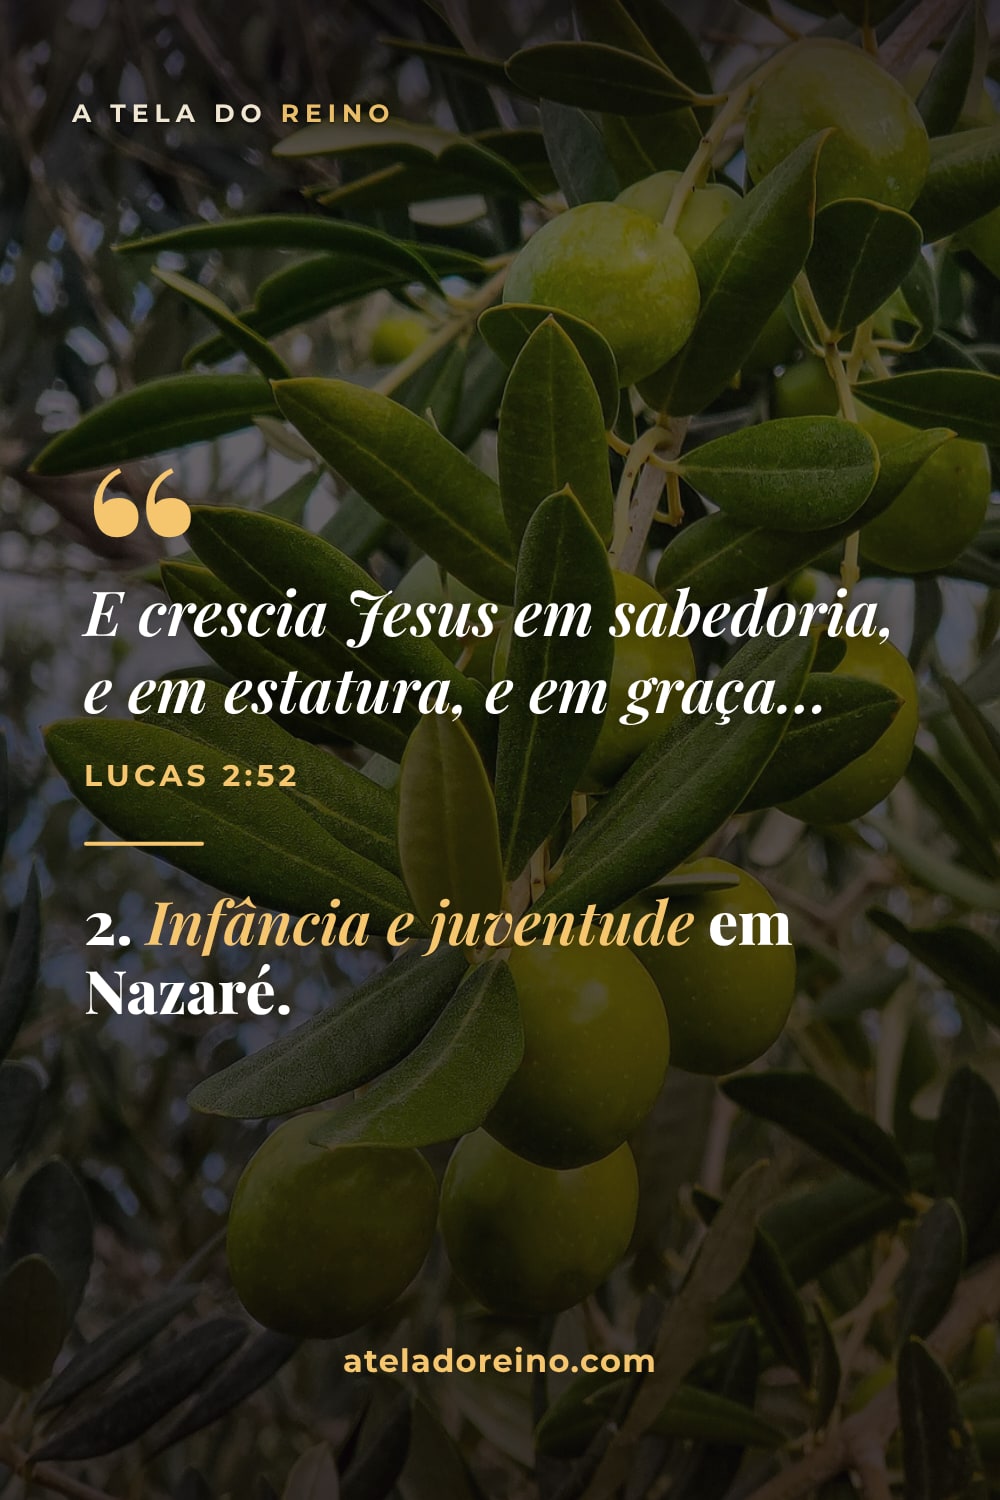 A TELA DO REINO
“
E crescia Jesus em sabedoria,
e em estatura, e em graça...
LUCAS 2:52
2. Infância e juventude em
Nazaré.
ateladoreino.com